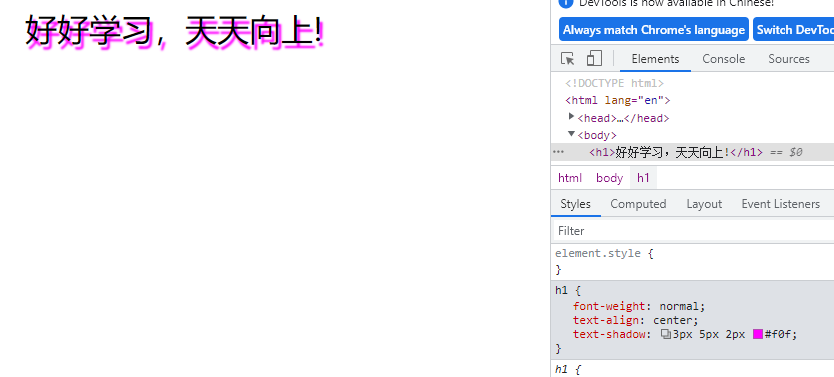 好好学习，天天向上!
DevTools is now available in Chinese!
Always match Chrome's language
Switch DevToo
Elements
Console
Sources
<!DOCTYPE html>
<html lang="en">
<head>…</head>
<body>
<h1>好好学习，天天向上!</h1> == $0
html body h1
Styles
Computed
Layout
Event Listeners
Filter
element.style {
}
h1 {
font-weight: normal;
text-align: center;
text-shadow: 3px 5px 2px #f0f;
}
h1 {